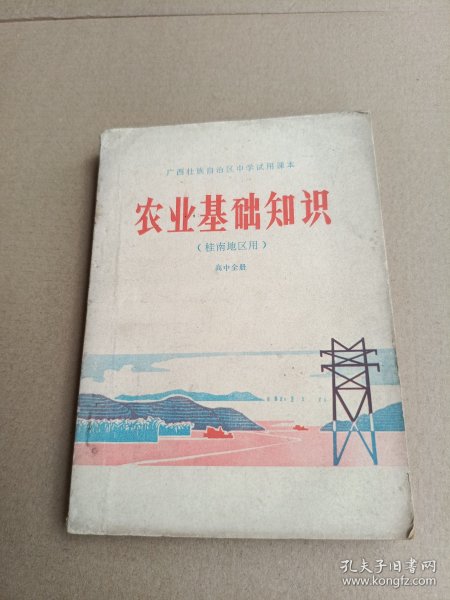 广西壮族自治区中学试用课本
农业基础知识
（桂南地区用）
高中全册
孔夫子旧书网
www.kongfz.com